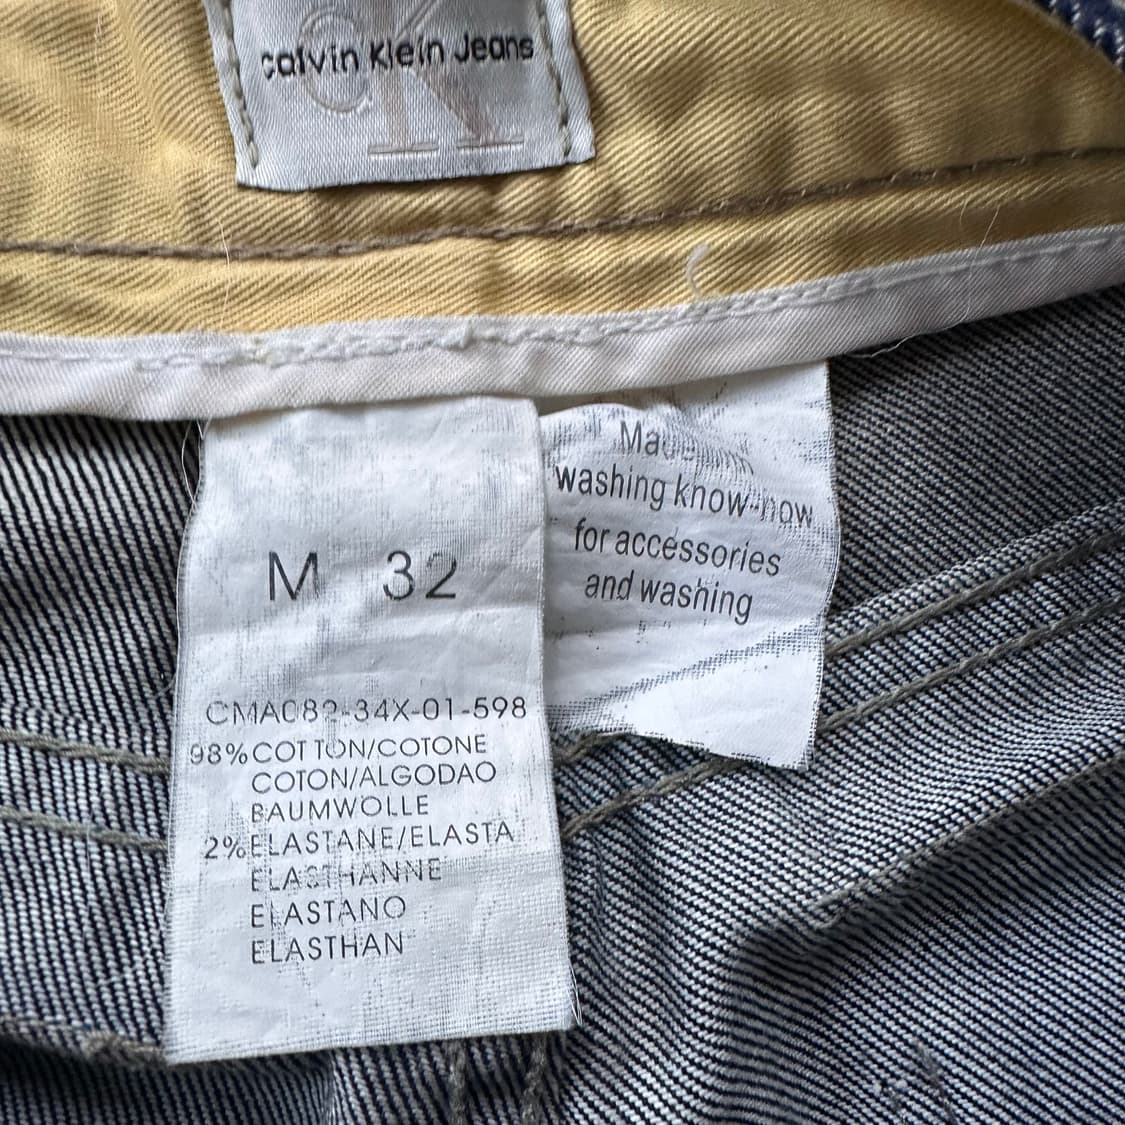 calvin Klein Jeans
cK
M 32
CMA082-34X-01-598
98%COTTON/COTONE
COTON/ALGODAO
BAUMWOLLE
2%ELASTANE/ELASTA
ELASTHANNE
ELASTANO
ELASTHAN
washing know-how
for accessories
and washing